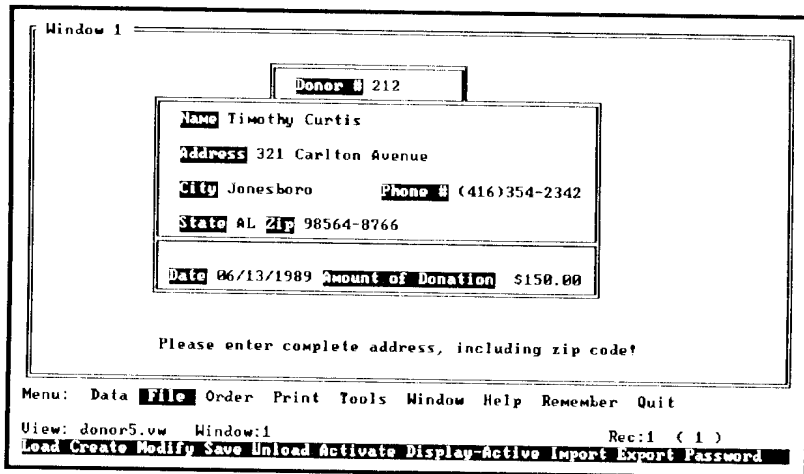 Window 1
Donor # 212
Name Timothy Curtis
Address 321 Carlton Avenue
City Jonesboro Phone # (416)354-2342
State AL Zip 98564-8766
Date 06/13/1989 Amount of Donation $150.00
Please enter complete address, including zip code!
Menu: Data File Order Print Tools Window Help Remember Quit
View: donor5.vw Window:1 Rec:1 ( 1 )
Load Create Modify Save Unload Activate Display-Active Import Export Password